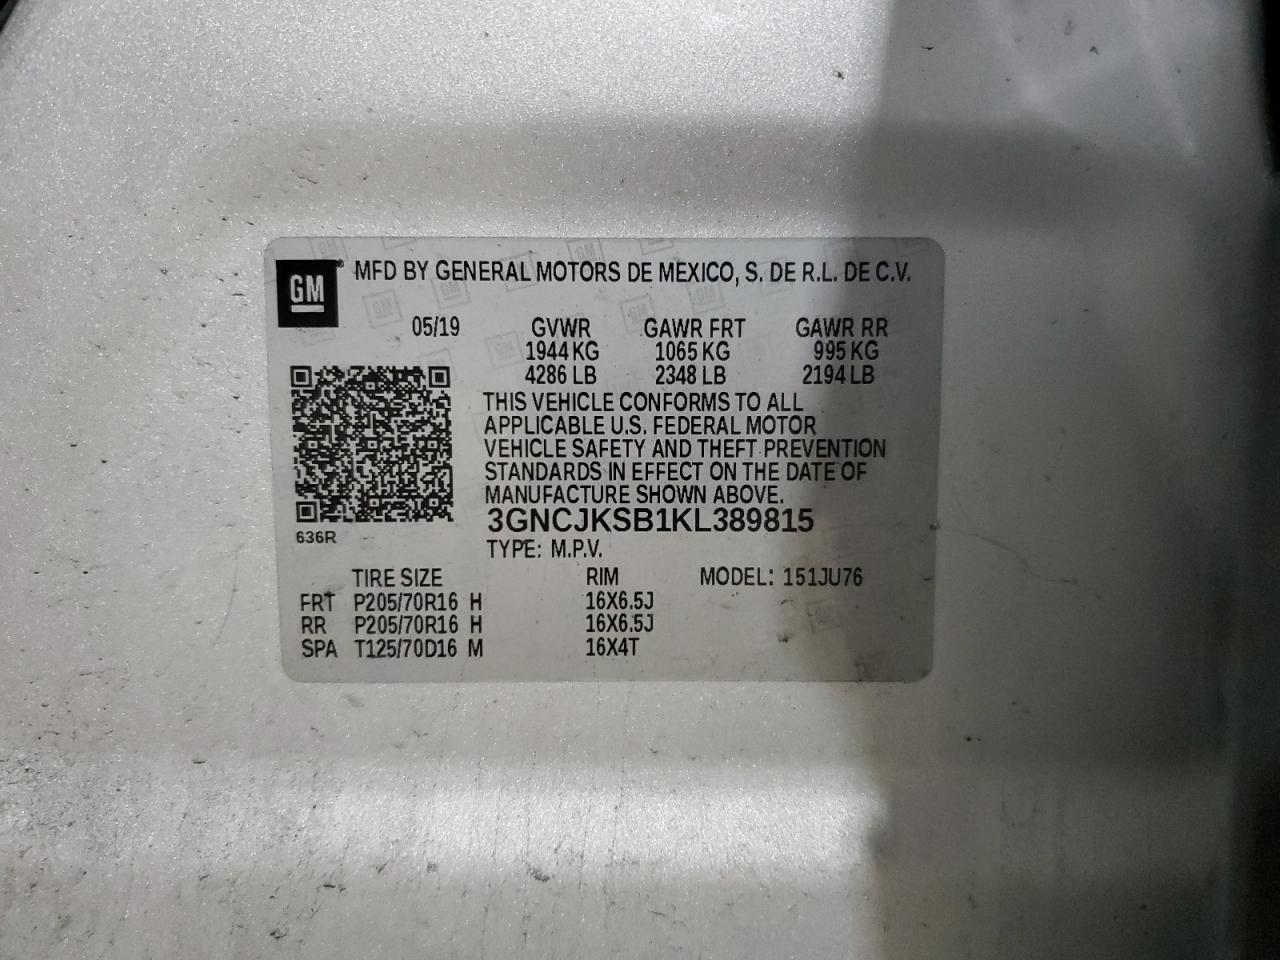 GM® MFD BY GENERAL MOTORS DE MEXICO, S. DE R.L. DE C.V.
05/19 GVWR GAWR FRT GAWR RR
1944 KG 1065 KG 995 KG
4286 LB 2348 LB 2194 LB
THIS VEHICLE CONFORMS TO ALL
APPLICABLE U.S. FEDERAL MOTOR
VEHICLE SAFETY AND THEFT PREVENTION
STANDARDS IN EFFECT ON THE DATE OF
MANUFACTURE SHOWN ABOVE.
3GNCJKSB1KL389815
636R
TYPE: M.P.V.
TIRE SIZE RIM MODEL: 151JU76
FRT P205/70R16 H 16X6.5J
RR P205/70R16 H 16X6.5J
SPA T125/70D16 M 16X4T